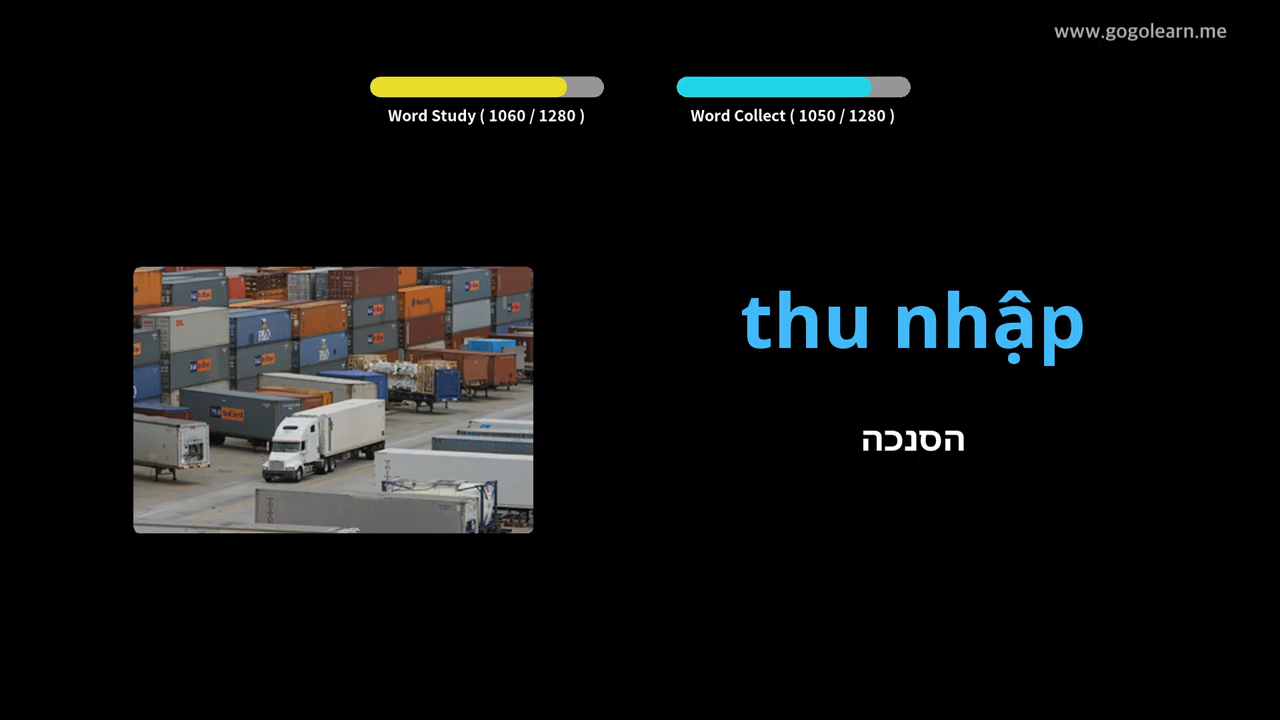 www.gogolearn.me
Word Study ( 1060 / 1280 )
Word Collect ( 1050 / 1280 )
thu nhập
הסנכה